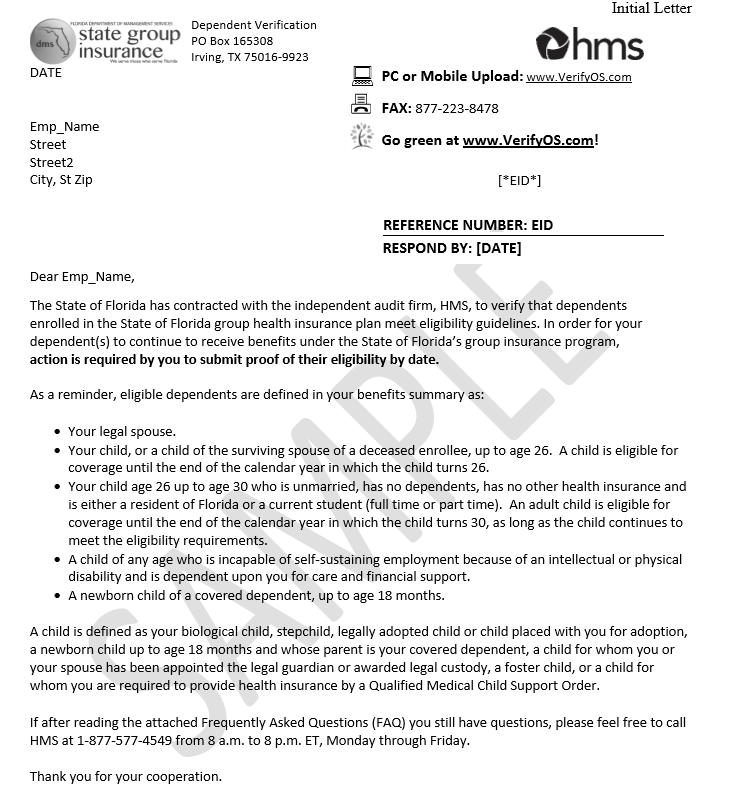 Initial Letter
FLORIDA DEPARTMENT OF MANAGEMENT SERVICES
dms
state group
insurance
We serve those who serve Florida
Dependent Verification
PO Box 165308
Irving, TX 75016-9923
hms
DATE
PC or Mobile Upload: www.VerifyOS.com
FAX: 877-223-8478
Go green at www.VerifyOS.com!
Emp_Name
Street
Street2
City, St Zip
[*EID*]
REFERENCE NUMBER: EID
RESPOND BY: [DATE]
Dear Emp_Name,
The State of Florida has contracted with the independent audit firm, HMS, to verify that dependents
enrolled in the State of Florida group health insurance plan meet eligibility guidelines. In order for your
dependent(s) to continue to receive benefits under the State of Florida’s group insurance program,
action is required by you to submit proof of their eligibility by date.
As a reminder, eligible dependents are defined in your benefits summary as:
• Your legal spouse.
• Your child, or a child of the surviving spouse of a deceased enrollee, up to age 26.  A child is eligible for
coverage until the end of the calendar year in which the child turns 26.
• Your child age 26 up to age 30 who is unmarried, has no dependents, has no other health insurance and
is either a resident of Florida or a current student (full time or part time).  An adult child is eligible for
coverage until the end of the calendar year in which the child turns 30, as long as the child continues to
meet the eligibility requirements.
• A child of any age who is incapable of self-sustaining employment because of an intellectual or physical
disability and is dependent upon you for care and financial support.
• A newborn child of a covered dependent, up to age 18 months.
A child is defined as your biological child, stepchild, legally adopted child or child placed with you for adoption,
a newborn child up to age 18 months and whose parent is your covered dependent, a child for whom you or
your spouse has been appointed the legal guardian or awarded legal custody, a foster child, or a child for
whom you are required to provide health insurance by a Qualified Medical Child Support Order.
If after reading the attached Frequently Asked Questions (FAQ) you still have questions, please feel free to call
HMS at 1-877-577-4549 from 8 a.m. to 8 p.m. ET, Monday through Friday.
Thank you for your cooperation.
SAMPLE